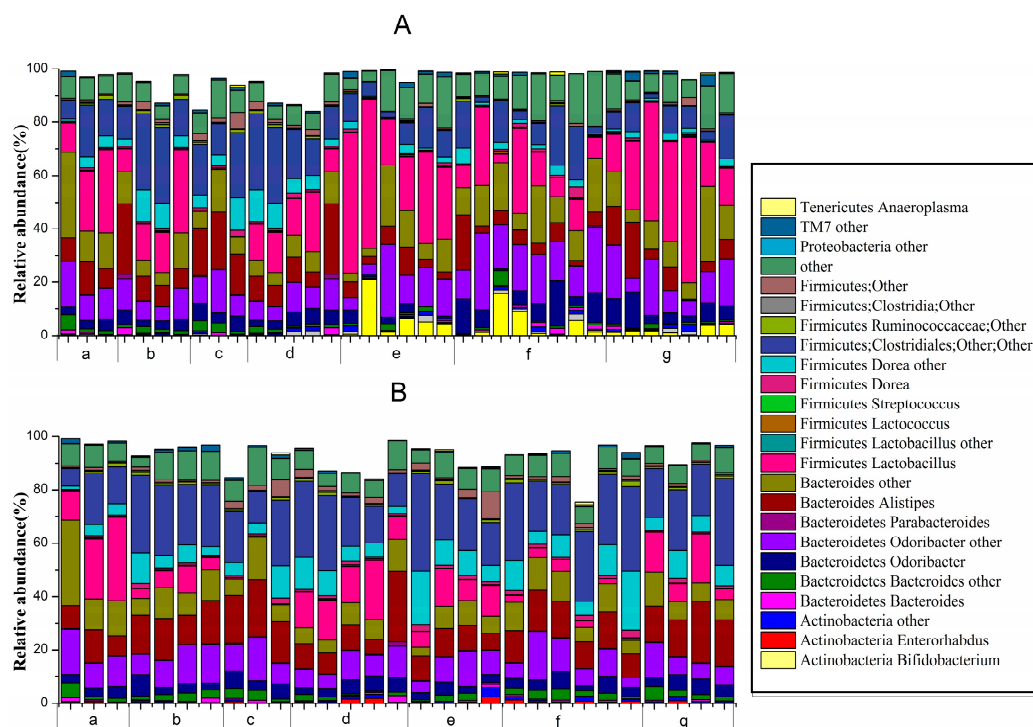 A
Relative abundance(%)
100
80
60
40
20
0
a b c d e f g
B
Relative abundance(%)
100
80
60
40
20
0
a b c d e f g
Tenericutes Anaeroplasma
TM7 other
Proteobacteria other
other
Firmicutes;Other
Firmicutcs;Clostridia;Other
Firmicutes Ruminococcaceae;Other
Firmicutes;Clostridiales;Other;Other
Firmicutes Dorea other
Firmicutes Dorea
Firmicutes Streptococcus
Firmicutes Lactococcus
Firmicutes Lactobacillus other
Firmicutes Lactobacillus
Bacteroides other
Bacteroides Alistipes
Bacteroidetes Parabacteroides
Bacteroidetes Odoribacter other
Bacteroidetes Odoribacter
Bacteroidetes Bacteroides other
Bacteroidetes Bacteroides
Actinobacteria other
Actinobacteria Enterorhabdus
Actinobacteria Bifidobacterium